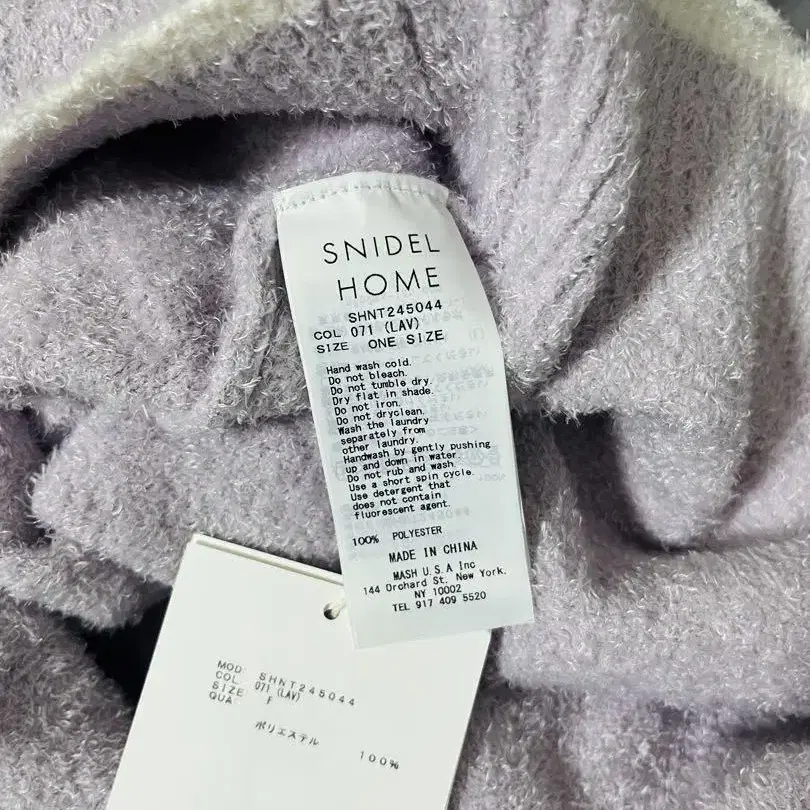 SNIDEL
HOME
SHNT245044
COL 071 (LAV)
SIZE ONE SIZE
Hand wash cold.
Do not bleach.
Do not tumble dry.
Dry flat in shade.
Do not iron.
Do not dryclean.
Wash the laundry
separately from
other laundry.
Handwash by gently pushing
up and down in water.
Do not rub and wash.
Use a short spin cycle.
Use detergent that
does not contain
fluorescent agent.
100% POLYESTER
MADE IN CHINA
MASH U.S.A Inc
144 Orchard St. New York.
NY 10002
TEL 917 409 5520
MOD SHNT245044
COL 071 (LAV)
SIZE F
QUA
ポリエステル 100%